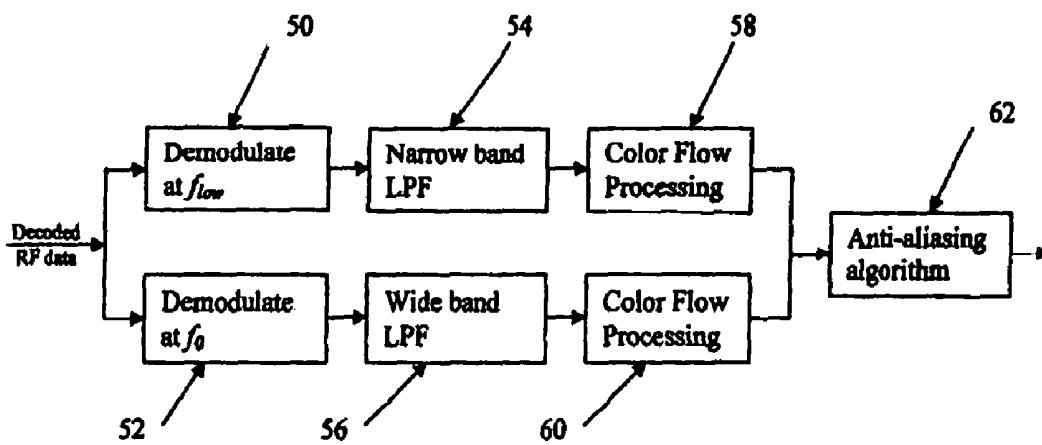 50
54
58
62
Demodulate
at f_low
Narrow band
LPF
Color Flow
Processing
Decoded
RF data
Anti-aliasing
algorithm
Demodulate
at f_0
Wide band
LPF
Color Flow
Processing
52
56
60